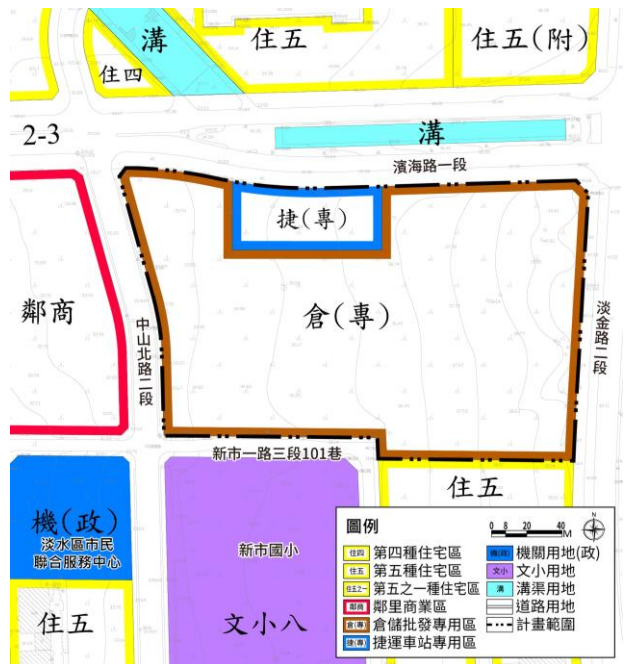 溝
住五
住五(附)
住四
2-3
溝
濱海路一段
捷(專)
鄰商
倉(專)
中山北路二段
淡金路二段
新市一路三段101巷
住五
機(政)
淡水區市民
聯合服務中心
新市國小
住五
文小八
圖例
0 8 20 40 M
N
住四 第四種住宅區
住五 第五種住宅區
住五之一 第五之一種住宅區
鄰商 鄰里商業區
倉(專) 倉儲批發專用區
捷(專) 捷運車站專用區
機(政) 機關用地(政)
文小 文小用地
溝 溝渠用地
道路用地
計畫範圍